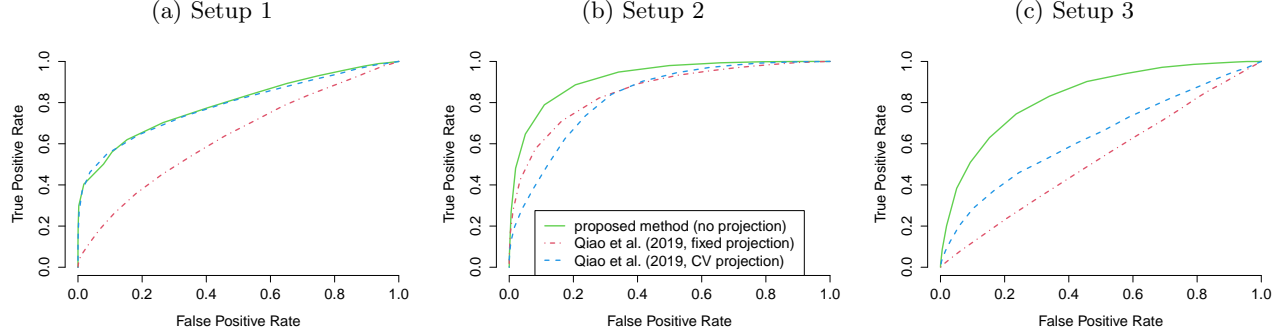 (a) Setup 1
(b) Setup 2
(c) Setup 3
True Positive Rate
0.0 0.2 0.4 0.6 0.8 1.0
0.0 0.2 0.4 0.6 0.8 1.0
False Positive Rate
True Positive Rate
0.0 0.2 0.4 0.6 0.8 1.0
proposed method (no projection)
Qiao et al. (2019, fixed projection)
Qiao et al. (2019, CV projection)
0.0 0.2 0.4 0.6 0.8 1.0
False Positive Rate
True Positive Rate
0.0 0.2 0.4 0.6 0.8 1.0
0.0 0.2 0.4 0.6 0.8 1.0
False Positive Rate